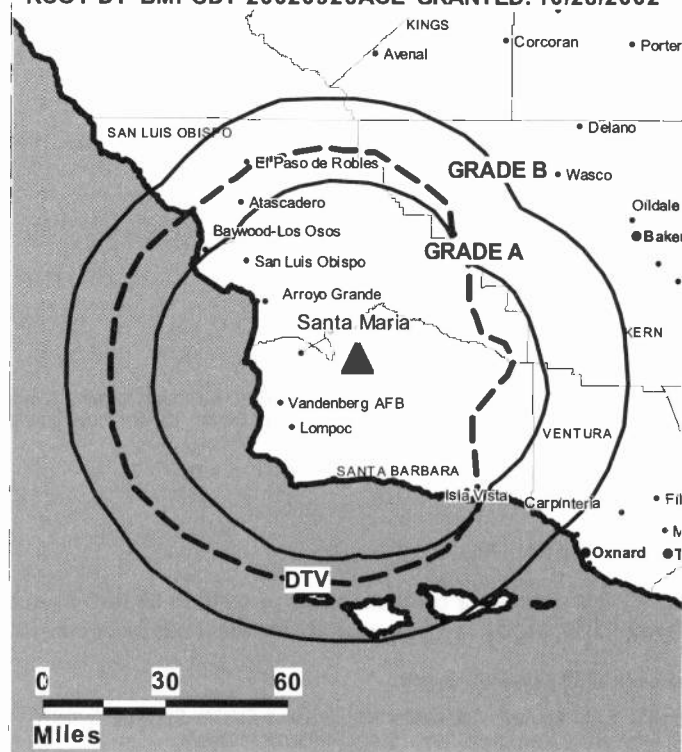 KCOY-DT BMPCDT-20020920ACE GRANTED: 10/28/2002
KINGS
Avenal
Corcoran
Porter
SAN LUIS OBISPO
Delano
El Paso de Robles
GRADE B
Wasco
Atascadero
Oildale
Baywood-Los Osos
Baker
GRADE A
San Luis Obispo
Arroyo Grande
Santa Maria
KERN
Vandenberg AFB
Lompoc
VENTURA
SANTA BARBARA
Isla Vista
Carpinteria
Fil
M
Oxnard
T
DTV
0 30 60
Miles